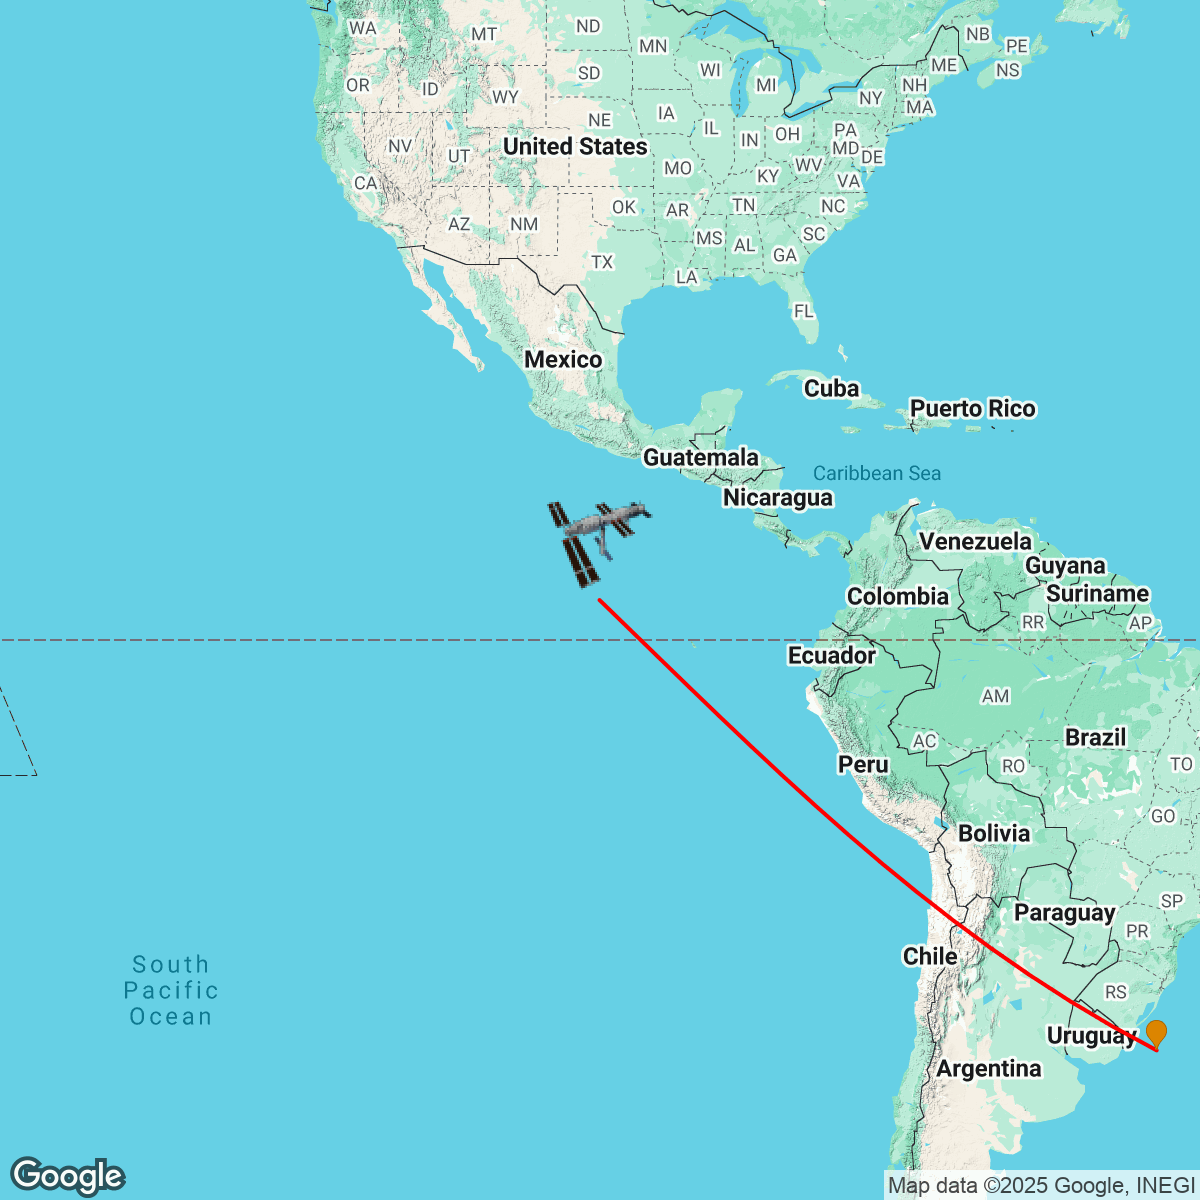 WA
MT
ND
MN
NB
PE
OR
ID
SD
WI
MI
ME
NS
WY
NY
NH
MA
NV
UT
NE
IA
IL
IN
OH
PA
MD
DE
United States
CA
MO
KY
WV
VA
AZ
NM
OK
AR
TN
NC
TX
MS
AL
GA
SC
LA
FL
Mexico
Cuba
Puerto Rico
Guatemala
Caribbean Sea
Nicaragua
Venezuela
Guyana
Colombia
Suriname
RR
AP
Ecuador
AM
Peru
AC
Brazil
RO
TO
Bolivia
GO
Paraguay
SP
PR
Chile
South
Pacific
Ocean
RS
Uruguay
Argentina
Google
Map data ©2025 Google, INEGI